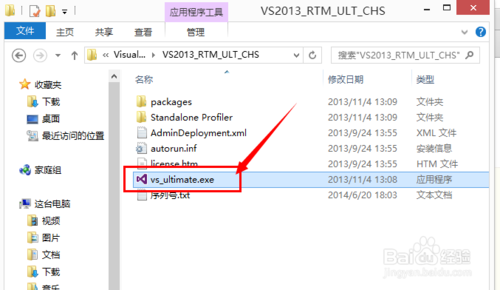 应用程序工具
VS2013_RTM_ULT_CHS
文件
主页
共享
查看
管理
Visual... ▸ VS2013_RTM_ULT_CHS
搜索"VS2013_RTM_ULT_CHS"
收藏夹
下载
桌面
最近访问的位置
家庭组
这台电脑
视频
图片
文档
下载
音乐
名称 修改日期 类型
packages 2013/11/4 13:09 文件夹
Standalone Profiler 2013/11/4 13:09 文件夹
AdminDeployment.xml 2013/9/24 13:55 XML 文件
autorun.inf 2013/9/24 13:55 安装信息
license.htm 2013/9/24 13:55 HTM 文件
vs_ultimate.exe 2013/11/4 13:08 应用程序
序列号.txt 2014/6/20 18:03 文本文档
Baidu经验
jingyan.baidu.com